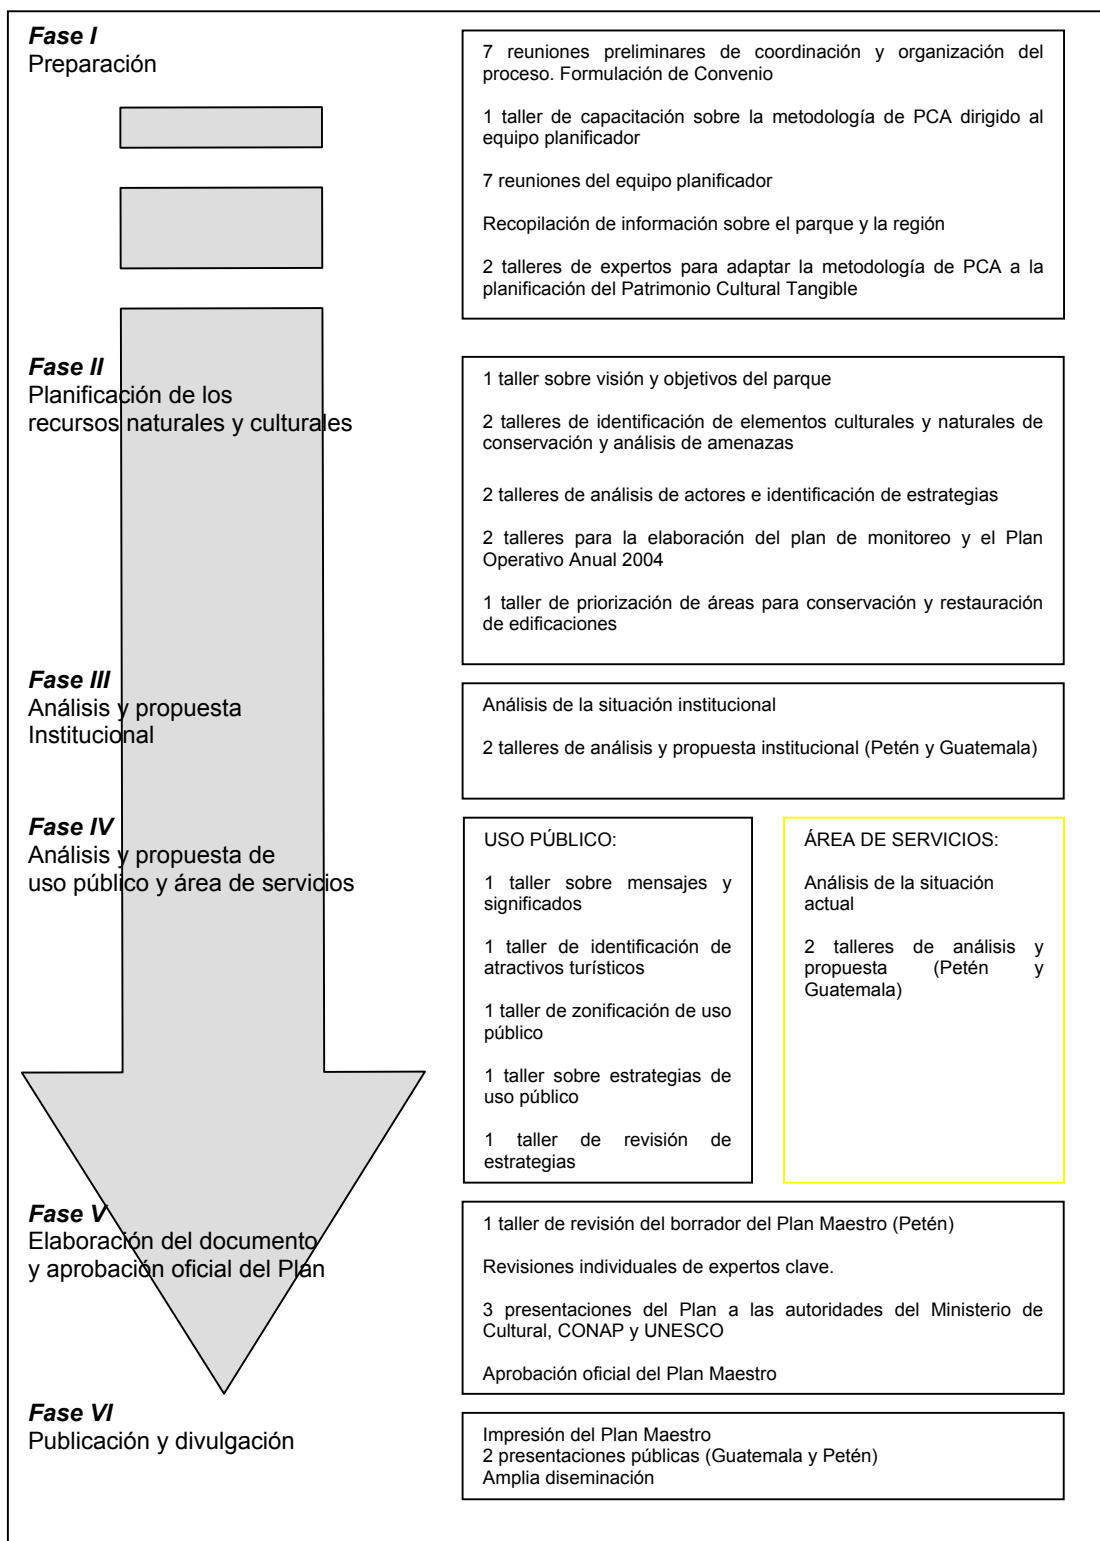 Fase I
Preparación
7 reuniones preliminares de coordinación y organización del
proceso. Formulación de Convenio
1 taller de capacitación sobre la metodología de PCA dirigido al
equipo planificador
7 reuniones del equipo planificador
Recopilación de información sobre el parque y la región
2 talleres de expertos para adaptar la metodología de PCA a la
planificación del Patrimonio Cultural Tangible
Fase II
Planificación de los
recursos naturales y culturales
1 taller sobre visión y objetivos del parque
2 talleres de identificación de elementos culturales y naturales de
conservación y análisis de amenazas
2 talleres de análisis de actores e identificación de estrategias
2 talleres para la elaboración del plan de monitoreo y el Plan
Operativo Anual 2004
1 taller de priorización de áreas para conservación y restauración
de edificaciones
Fase III
Análisis y propuesta
Institucional
Análisis de la situación institucional
2 talleres de análisis y propuesta institucional (Petén y Guatemala)
Fase IV
Análisis y propuesta de
uso público y área de servicios
USO PÚBLICO:
1 taller sobre mensajes y
significados
1 taller de identificación de
atractivos turísticos
1 taller de zonificación de uso
público
1 taller sobre estrategias de
uso público
1 taller de revisión de
estrategias
ÁREA DE SERVICIOS:
Análisis de la situación
actual
2 talleres de análisis y
propuesta (Petén y
Guatemala)
Fase V
Elaboración del documento
y aprobación oficial del Plan
1 taller de revisión del borrador del Plan Maestro (Petén)
Revisiones individuales de expertos clave.
3 presentaciones del Plan a las autoridades del Ministerio de
Cultural, CONAP y UNESCO
Aprobación oficial del Plan Maestro
Fase VI
Publicación y divulgación
Impresión del Plan Maestro
2 presentaciones públicas (Guatemala y Petén)
Amplia diseminación